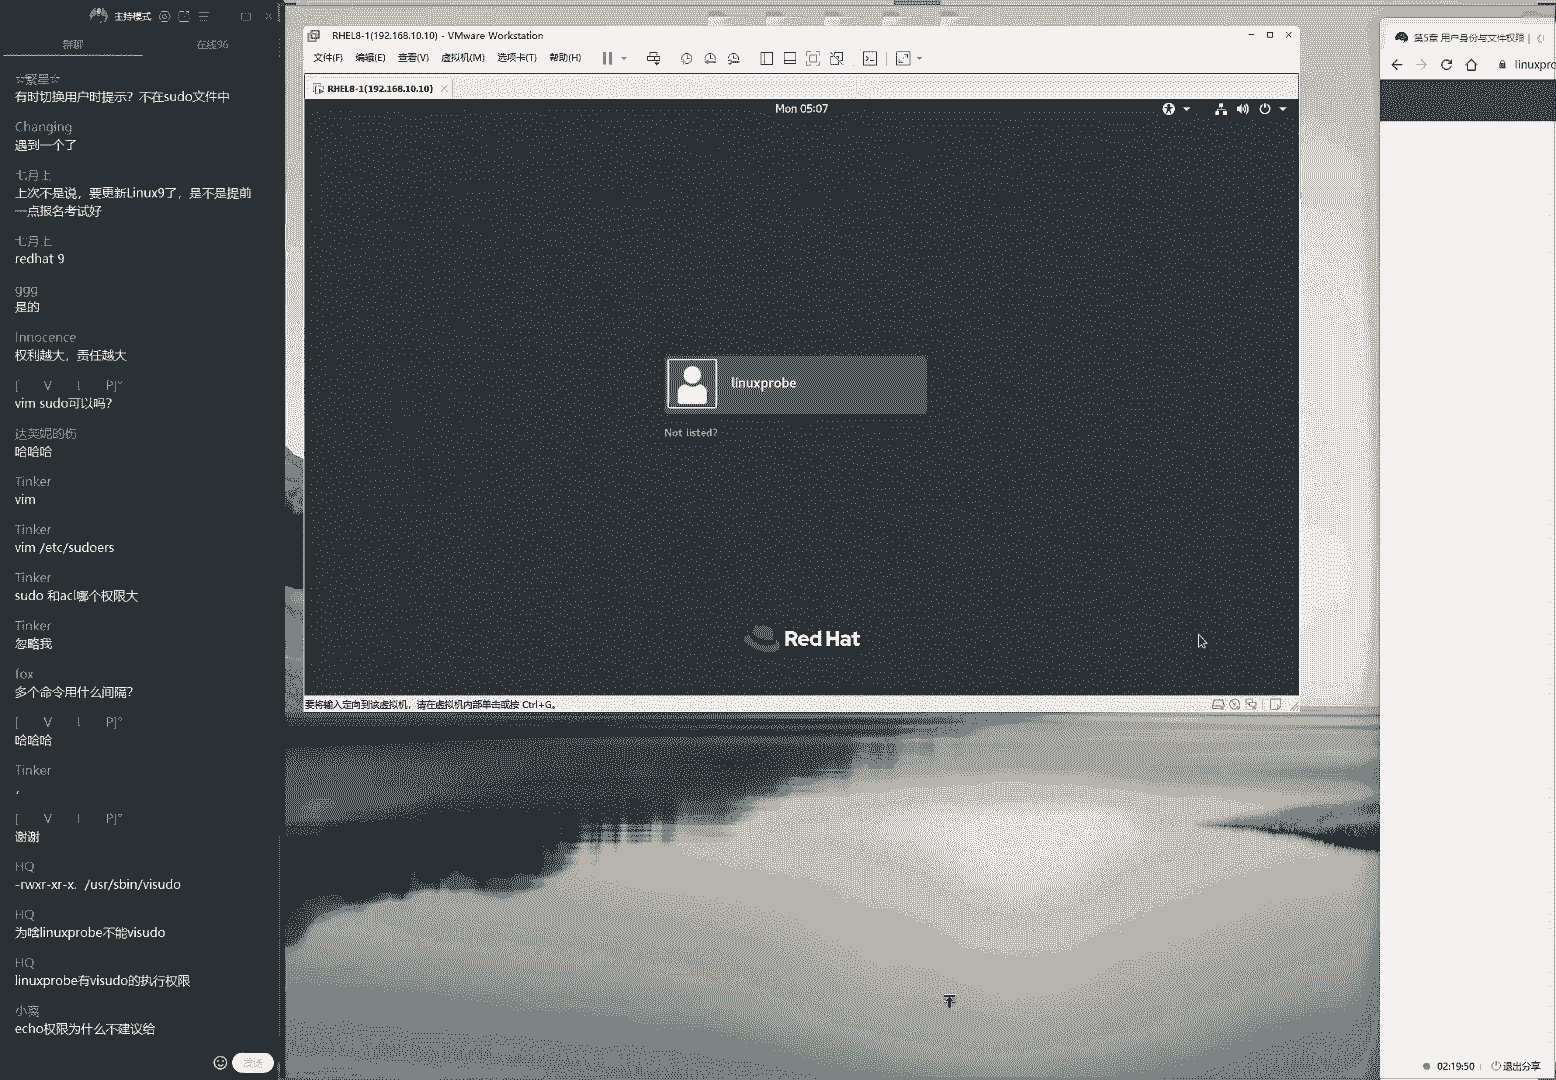 主持模式
群聊
在线96
☆繁星☆
有时切换用户时提示？不在sudo文件中
Changing
遇到一个了
七月上
上次不是说，要更新Linux9了，是不是提前
一点报名考试好
七月上
redhat 9
ggg
是的
Innocence
权利越大，责任越大
[ V l P]°
vim sudo可以吗？
达芙妮的伤
哈哈哈
Tinker
vim
Tinker
vim /etc/sudoers
Tinker
sudo 和acl哪个权限大
Tinker
忽略我
fox
多个命令用什么间隔？
[ V l P]°
哈哈哈
Tinker
，
[ V l P]°
谢谢
HQ
-rwxr-xr-x. /usr/sbin/visudo
HQ
为啥linuxprobe不能visudo
HQ
linuxprobe有visudo的执行权限
echo权限为什么不建议给
发送
RHEL8-1(192.168.10.10) - VMware Workstation
文件(F) 编辑(E) 查看(V) 虚拟机(M) 选项卡(T) 帮助(H)
RHEL8-1(192.168.10.10)
Mon 05:07
linuxprobe
Not listed?
Red Hat
要将输入定向到该虚拟机，请在虚拟机内部单击或按 Ctrl+G。
第5章 用户身份与文件权限 |
linuxpro
02:19:50
退出分享